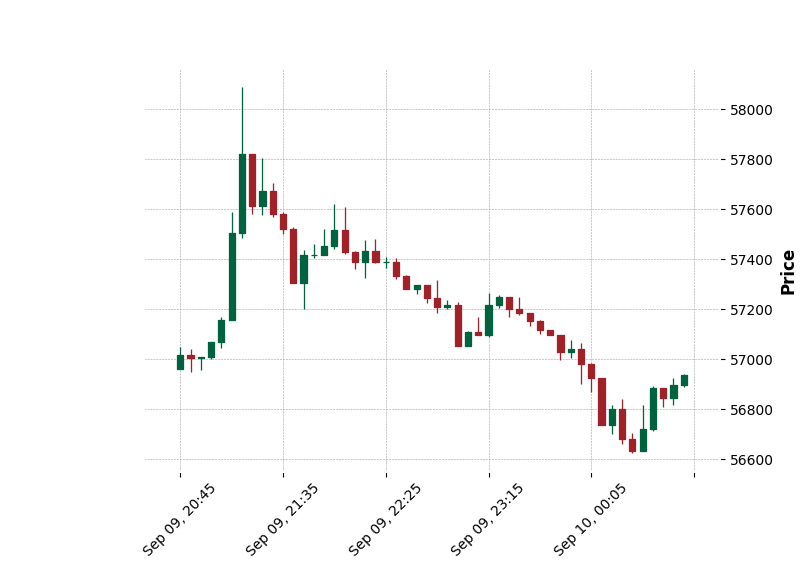 58000
57800
57600
57400
57200
57000
56800
56600
Price
Sep 09, 20:45
Sep 09, 21:35
Sep 09, 22:25
Sep 09, 23:15
Sep 10, 00:05